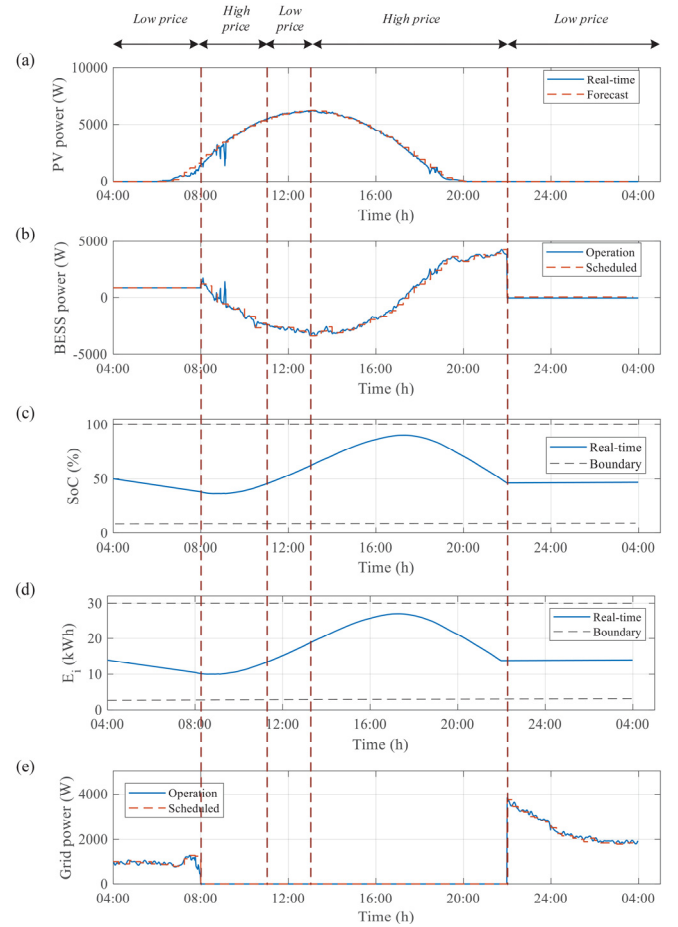 Low price
High price
Low price
High price
Low price
(a)
PV power (W)
10000
5000
0
Real-time
Forecast
04:00 08:00 12:00 16:00 20:00 24:00 04:00
Time (h)
(b)
BESS power (W)
5000
0
-5000
Operation
Scheduled
04:00 08:00 12:00 16:00 20:00 24:00 04:00
Time (h)
(c)
SoC (%)
100
50
0
Real-time
Boundary
04:00 08:00 12:00 16:00 20:00 24:00 04:00
Time (h)
(d)
E_i (kWh)
30
20
10
0
Real-time
Boundary
04:00 08:00 12:00 16:00 20:00 24:00 04:00
Time (h)
(e)
Grid power (W)
4000
2000
0
Operation
Scheduled
04:00 08:00 12:00 16:00 20:00 24:00 04:00
Time (h)